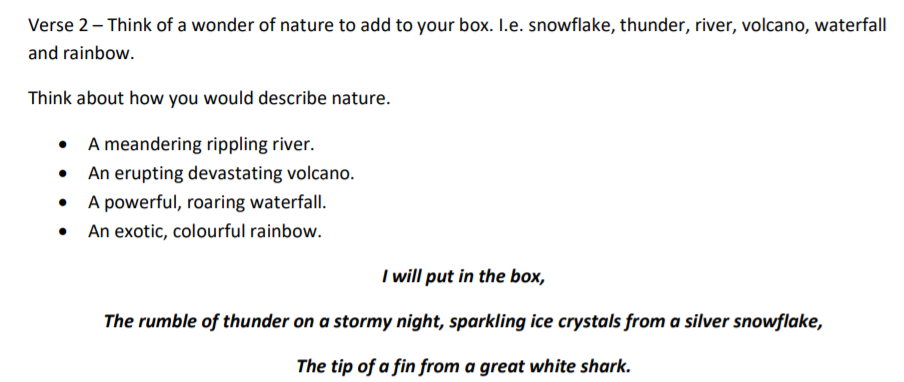 Verse 2 – Think of a wonder of nature to add to your box. I.e. snowflake, thunder, river, volcano, waterfall
and rainbow.
Think about how you would describe nature.
• A meandering rippling river.
• An erupting devastating volcano.
• A powerful, roaring waterfall.
• An exotic, colourful rainbow.
I will put in the box,
The rumble of thunder on a stormy night, sparkling ice crystals from a silver snowflake,
The tip of a fin from a great white shark.